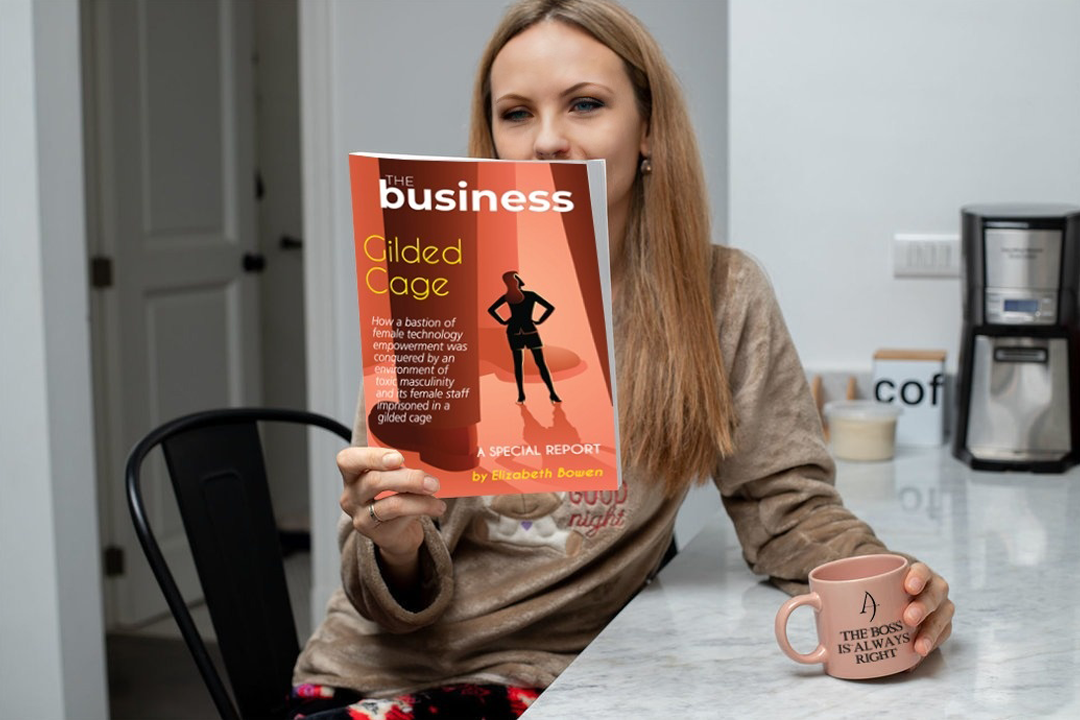 THE
business
Gilded
Cage
How a bastion of
female technology
empowerment was
conquered by an
environment of
toxic masculinity
and its female staff
imprisoned in a
gilded cage
A SPECIAL REPORT
by Elizabeth Bowen
GOOD
night
cof
A
THE BOSS
IS ALWAYS
RIGHT